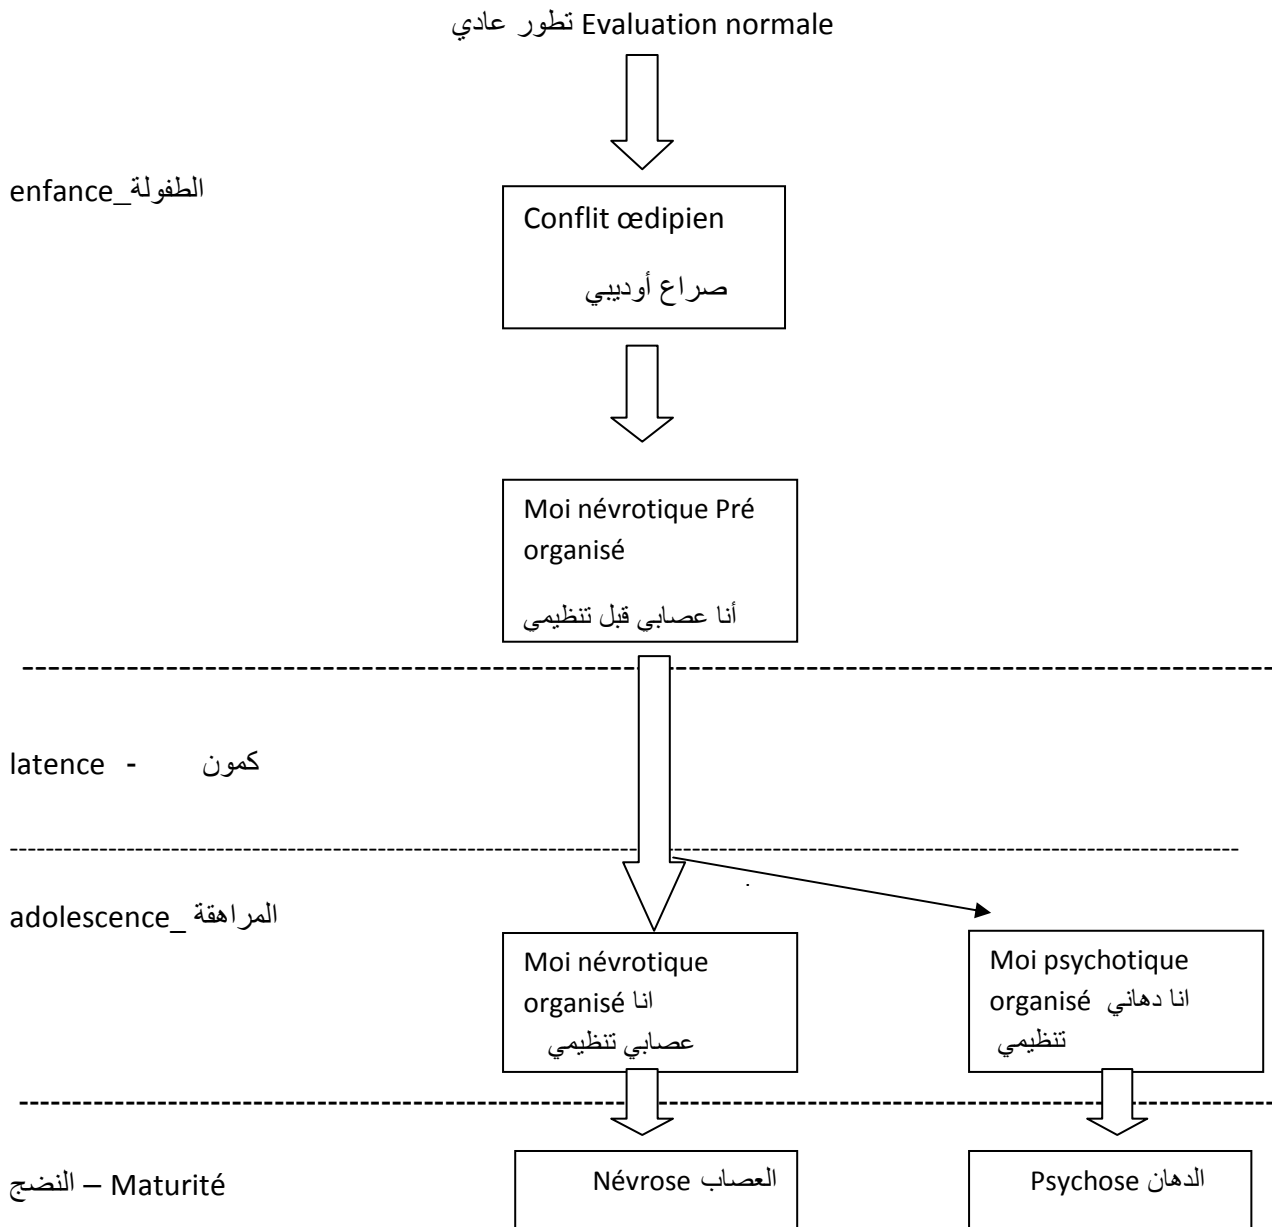 تطور عادي Evaluation normale
enfance_الطفولة
Conflit œdipien
صراع أوديبي
Moi névrotique Pré
organisé
أنا عصابي قبل تنظيمي
latence - كمون
adolescence_ المراهقة
Moi névrotique
organisé انا
عصابي تنظيمي
Moi psychotique
organisé انا دهاني
تنظيمي
النضج – Maturité
Névrose العصاب
Psychose الدهان